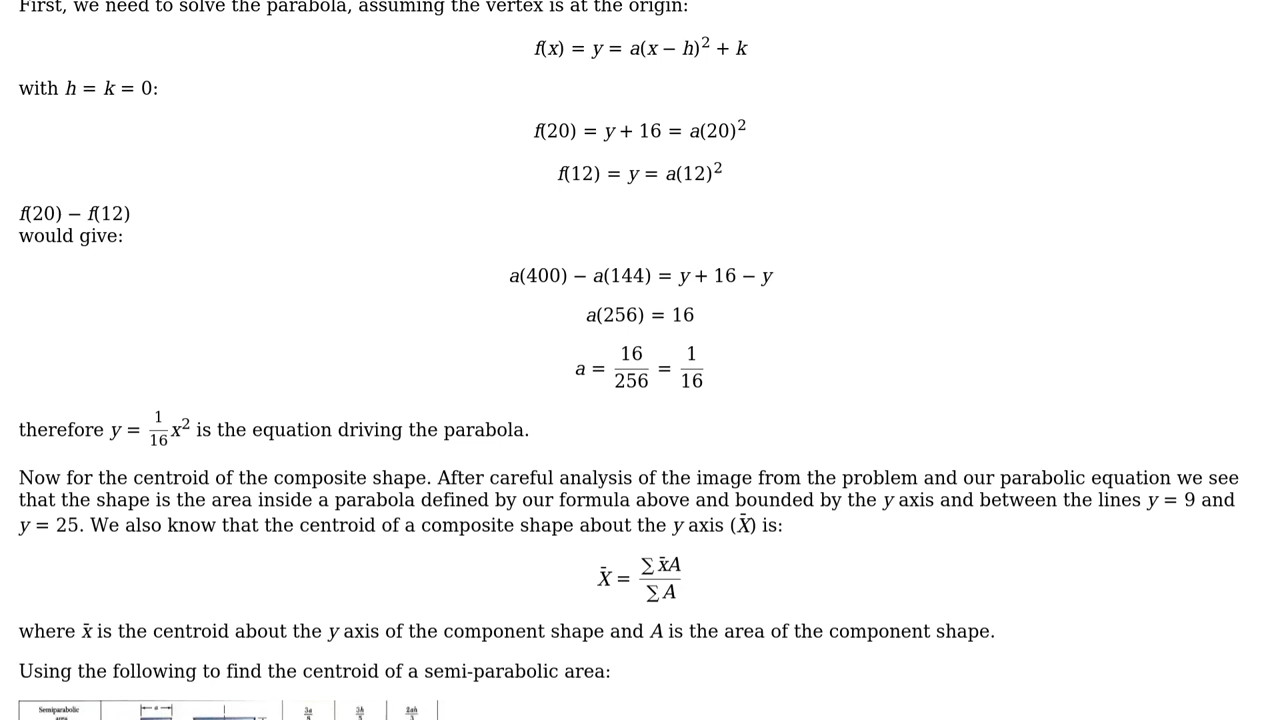 First, we need to solve the parabola, assuming the vertex is at the origin:
f(x) = y = a(x − h)² + k
with h = k = 0:
f(20) = y + 16 = a(20)²
f(12) = y = a(12)²
f(20) − f(12)
would give:
a(400) − a(144) = y + 16 − y
a(256) = 16
a = 16/256 = 1/16
therefore y = 1/16 x² is the equation driving the parabola.
Now for the centroid of the composite shape. After careful analysis of the image from the problem and our parabolic equation we see
that the shape is the area inside a parabola defined by our formula above and bounded by the y axis and between the lines y = 9 and
y = 25. We also know that the centroid of a composite shape about the y axis (X̄) is:
X̄ = ∑ x̄A / ∑ A
where x̄ is the centroid about the y axis of the component shape and A is the area of the component shape.
Using the following to find the centroid of a semi-parabolic area:
Semiparabolic
area